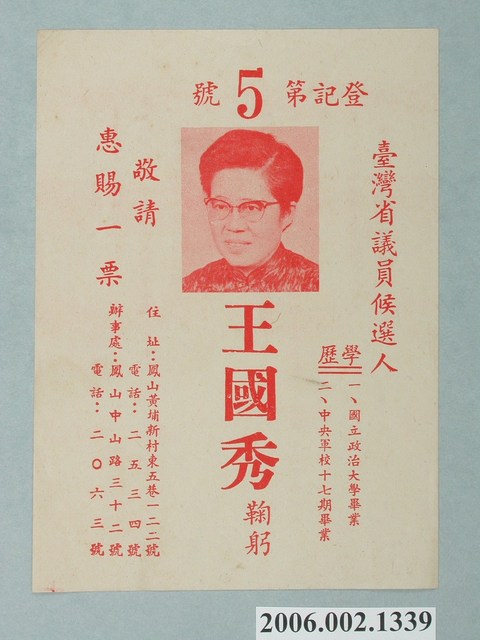 登記第5號
臺灣省議員候選人
學歷
一、國立政治大學畢業
二、中央軍校十七期畢業
王國秀鞠躬
敬請
惠賜一票
住址：鳳山黃埔新村東五巷一二二號
電話：二五三四號
辦事處：鳳山中山路三十二號
電話：二〇六三號
2006.002.1339